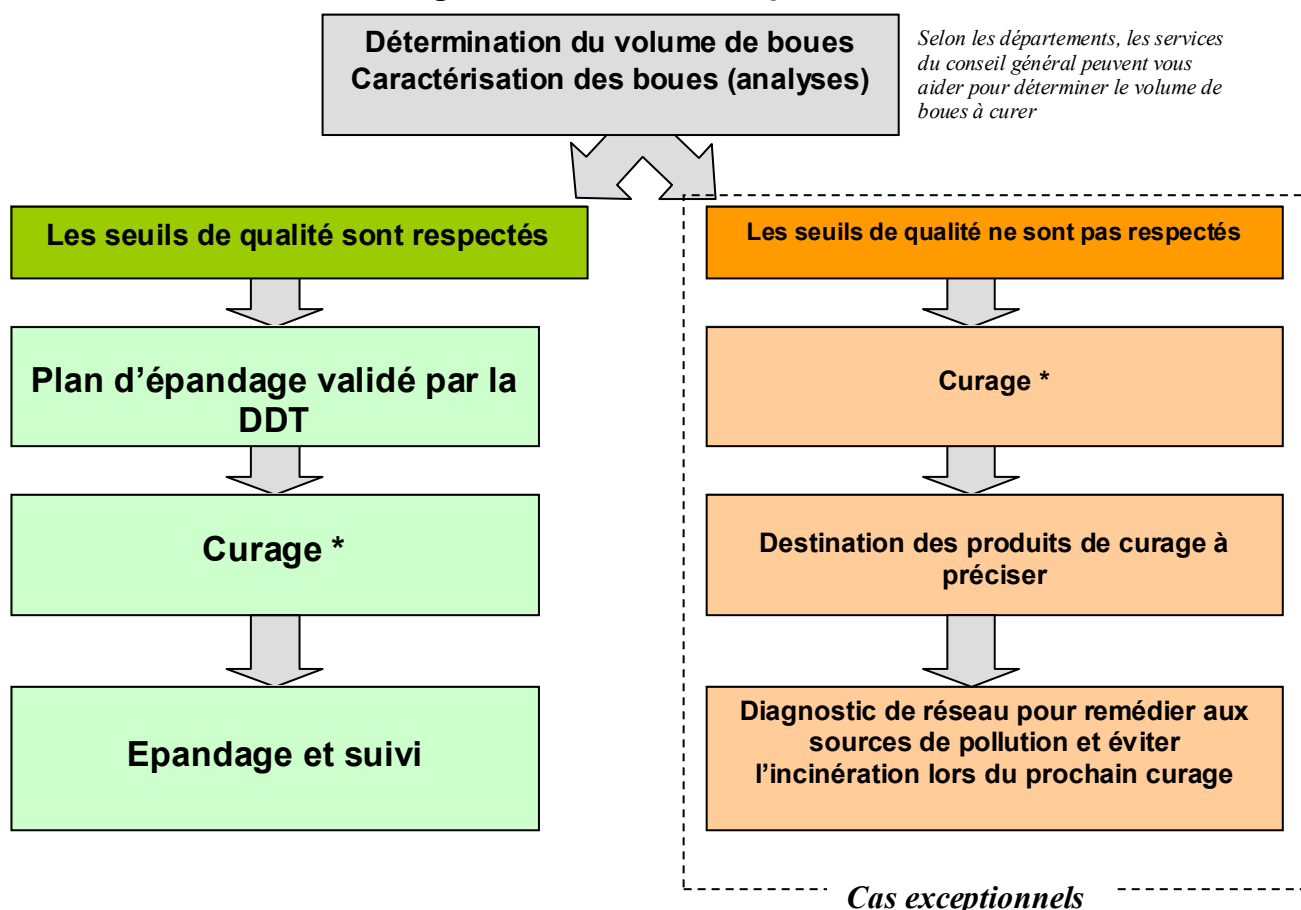 Détermination du volume de boues
Caractérisation des boues (analyses)
Selon les départements, les services
du conseil général peuvent vous
aider pour déterminer le volume de
boues à curer
Les seuils de qualité sont respectés
Les seuils de qualité ne sont pas respectés
Plan d’épandage validé par la
DDT
Curage *
Curage *
Destination des produits de curage à
préciser
Epandage et suivi
Diagnostic de réseau pour remédier aux
sources de pollution et éviter
l’incinération lors du prochain curage
Cas exceptionnels